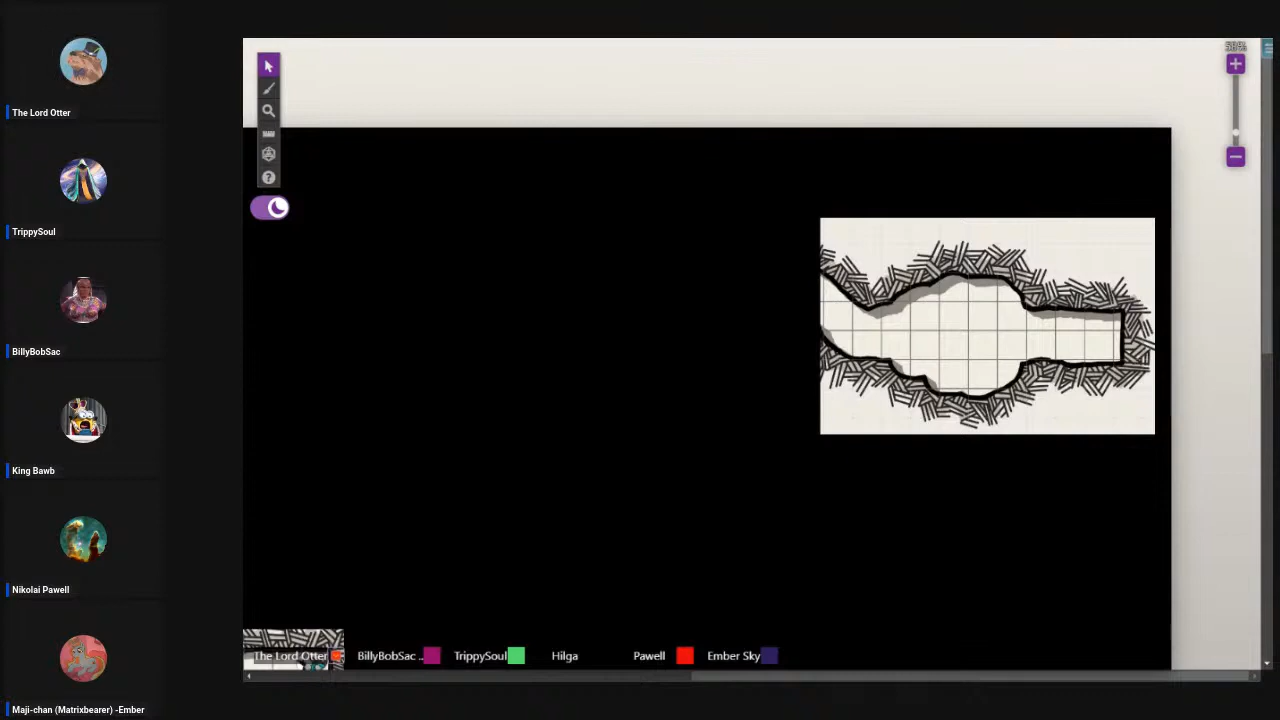 The Lord Otter
TrippySoul
BillyBobSac
King Bawb
Nikolai Pawell
Maji-chan (Matrixbearer) -Ember
58%
?
The Lord Otter
BillyBobSac ..
TrippySoul
Hilga
Pawell
Ember Sky